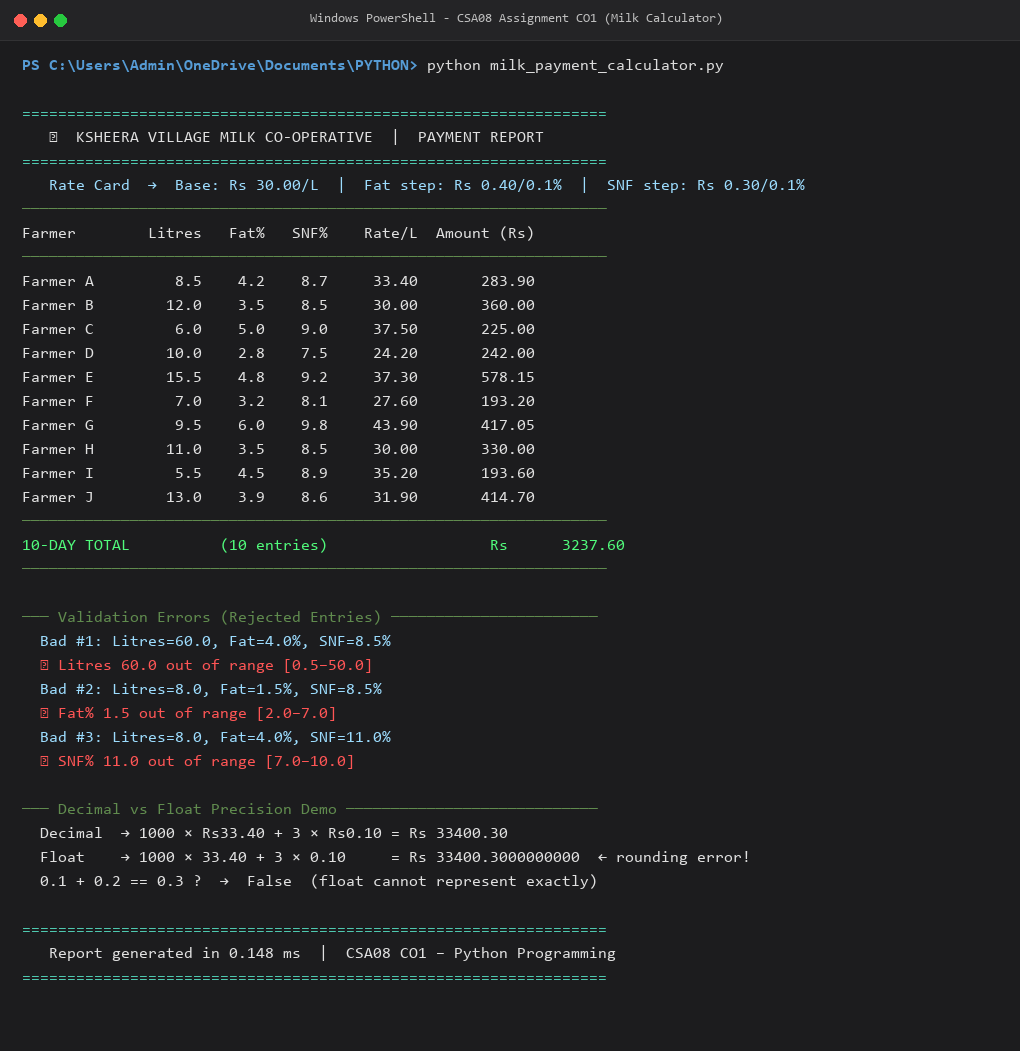 Windows PowerShell - CSA08 Assignment CO1 (Milk Calculator)
PS C:\Users\Admin\OneDrive\Documents\PYTHON> python milk_payment_calculator.py
=================================================================
KSHEERA VILLAGE MILK CO-OPERATIVE | PAYMENT REPORT
=================================================================
Rate Card → Base: Rs 30.00/L | Fat step: Rs 0.40/0.1% | SNF step: Rs 0.30/0.1%
─────────────────────────────────────────────────────────────────
Farmer Litres Fat% SNF% Rate/L Amount (Rs)
─────────────────────────────────────────────────────────────────
Farmer A 8.5 4.2 8.7 33.40 283.90
Farmer B 12.0 3.5 8.5 30.00 360.00
Farmer C 6.0 5.0 9.0 37.50 225.00
Farmer D 10.0 2.8 7.5 24.20 242.00
Farmer E 15.5 4.8 9.2 37.30 578.15
Farmer F 7.0 3.2 8.1 27.60 193.20
Farmer G 9.5 6.0 9.8 43.90 417.05
Farmer H 11.0 3.5 8.5 30.00 330.00
Farmer I 5.5 4.5 8.9 35.20 193.60
Farmer J 13.0 3.9 8.6 31.90 414.70
─────────────────────────────────────────────────────────────────
10-DAY TOTAL (10 entries) Rs 3237.60
─────────────────────────────────────────────────────────────────
─── Validation Errors (Rejected Entries) ───────────────────────
Bad #1: Litres=60.0, Fat=4.0%, SNF=8.5%
Litres 60.0 out of range [0.5–50.0]
Bad #2: Litres=8.0, Fat=1.5%, SNF=8.5%
Fat% 1.5 out of range [2.0–7.0]
Bad #3: Litres=8.0, Fat=4.0%, SNF=11.0%
SNF% 11.0 out of range [7.0–10.0]
─── Decimal vs Float Precision Demo ────────────────────────────
Decimal → 1000 × Rs33.40 + 3 × Rs0.10 = Rs 33400.30
Float → 1000 × 33.40 + 3 × 0.10 = Rs 33400.3000000000 ← rounding error!
0.1 + 0.2 == 0.3 ? → False (float cannot represent exactly)
=================================================================
Report generated in 0.148 ms | CSA08 CO1 – Python Programming
=================================================================